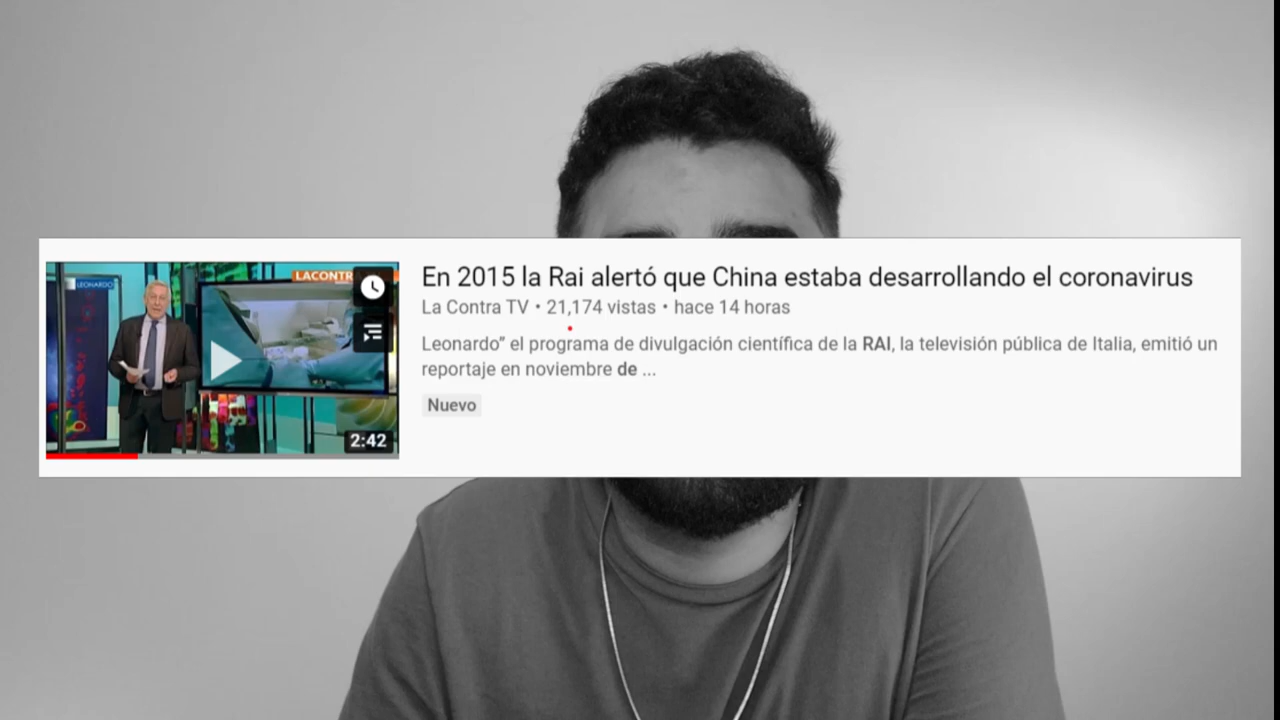 LEONARDO
LACONTR
2:42
En 2015 la Rai alertó que China estaba desarrollando el coronavirus
La Contra TV • 21,174 vistas • hace 14 horas
Leonardo” el programa de divulgación científica de la RAI, la televisión pública de Italia, emitió un
reportaje en noviembre de ...
Nuevo